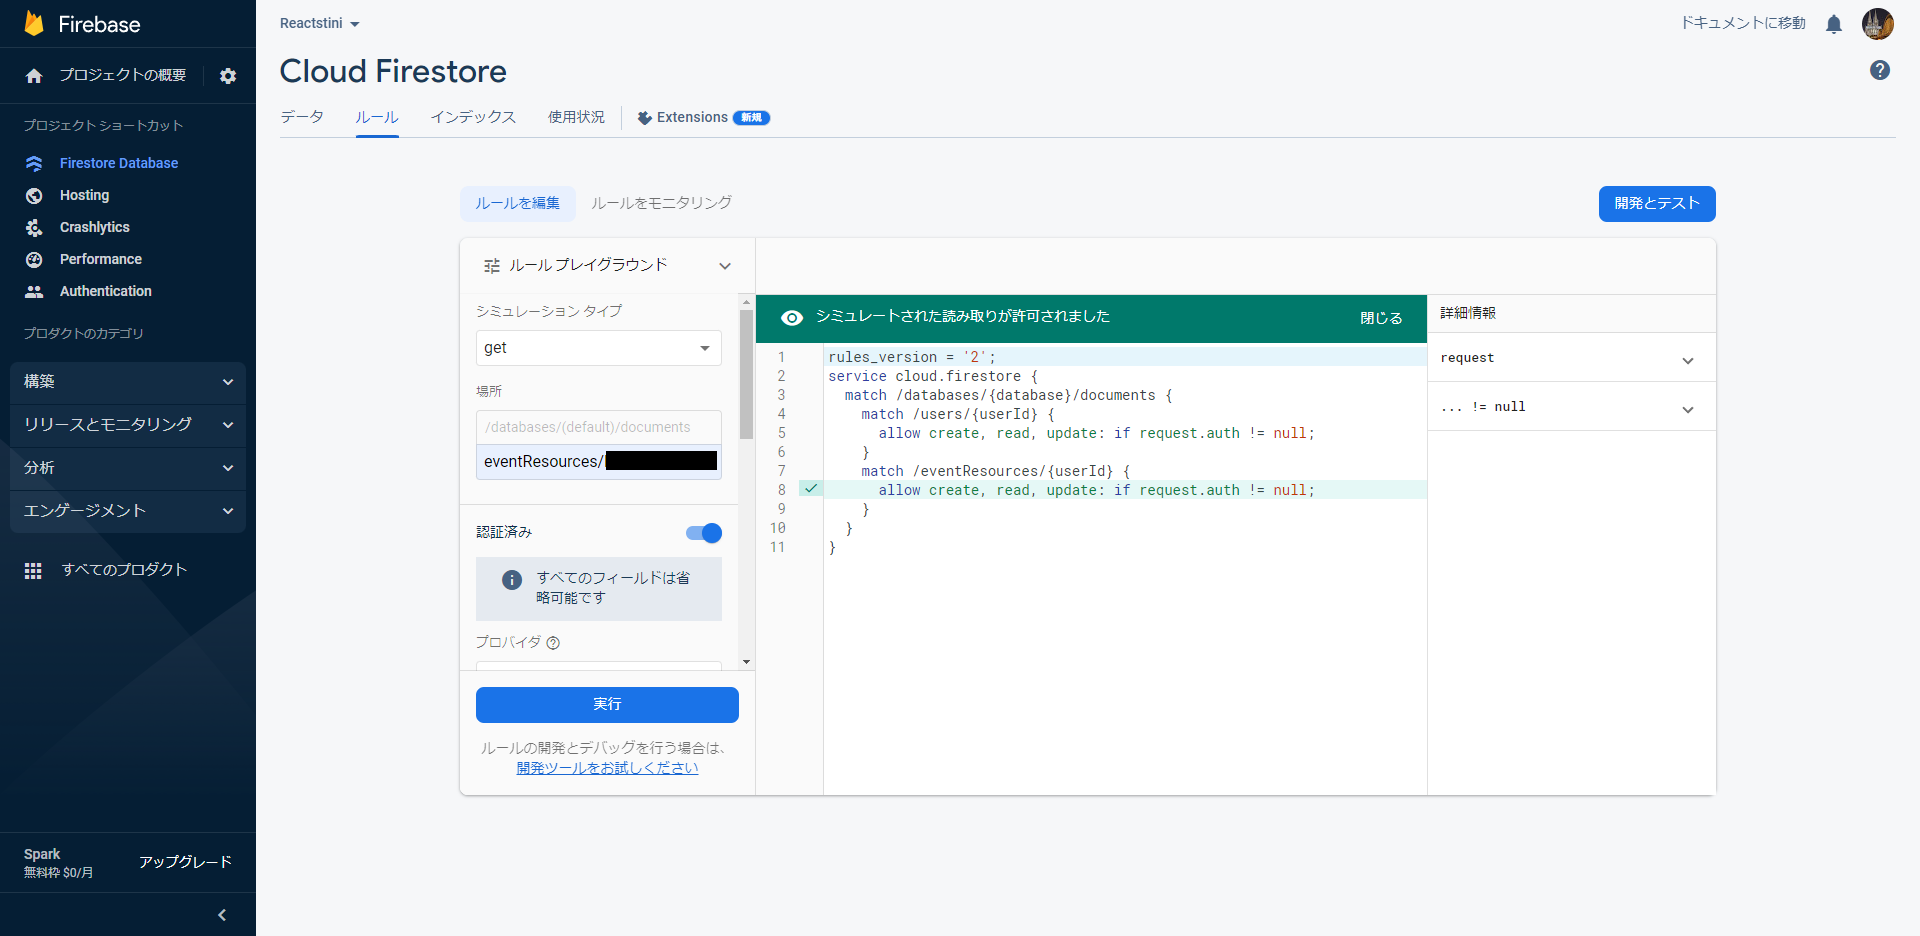 Firebase
プロジェクトの概要
プロジェクト ショートカット
Firestore Database
Hosting
Crashlytics
Performance
Authentication
プロダクトのカテゴリ
構築
リリースとモニタリング
分析
エンゲージメント
すべてのプロダクト
Spark
無料枠 $0/月
アップグレード
Reactstini
ドキュメントに移動
Cloud Firestore
データ
ルール
インデックス
使用状況
Extensions 新規
ルールを編集
ルールをモニタリング
開発とテスト
ルール プレイグラウンド
シミュレーション タイプ
get
場所
/databases/(default)/documents
eventResources/
認証済み
すべてのフィールドは省
略可能です
プロバイダ
実行
ルールの開発とデバッグを行う場合は、
開発ツールをお試しください
シミュレートされた読み取りが許可されました
閉じる
1 rules_version = '2';
2 service cloud.firestore {
3 match /databases/{database}/documents {
4 match /users/{userId} {
5 allow create, read, update: if request.auth != null;
6 }
7 match /eventResources/{userId} {
8 allow create, read, update: if request.auth != null;
9 }
10 }
11 }
詳細情報
request
... != null